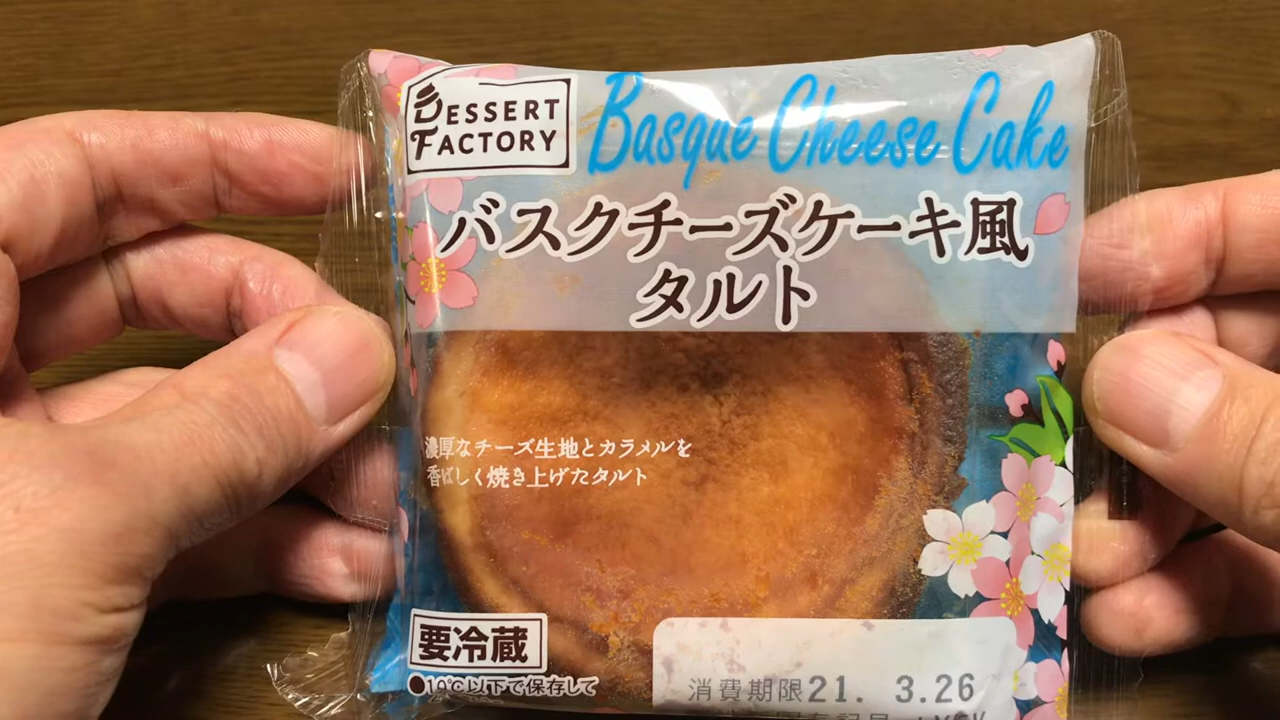 DESSERT
FACTORY
Basque Cheese Cake
バスクチーズケーキ風
タルト
濃厚なチーズ生地とカラメルを
香ばしく焼き上げたタルト
要冷蔵
●10℃以下で保存して
消費期限21. 3.26